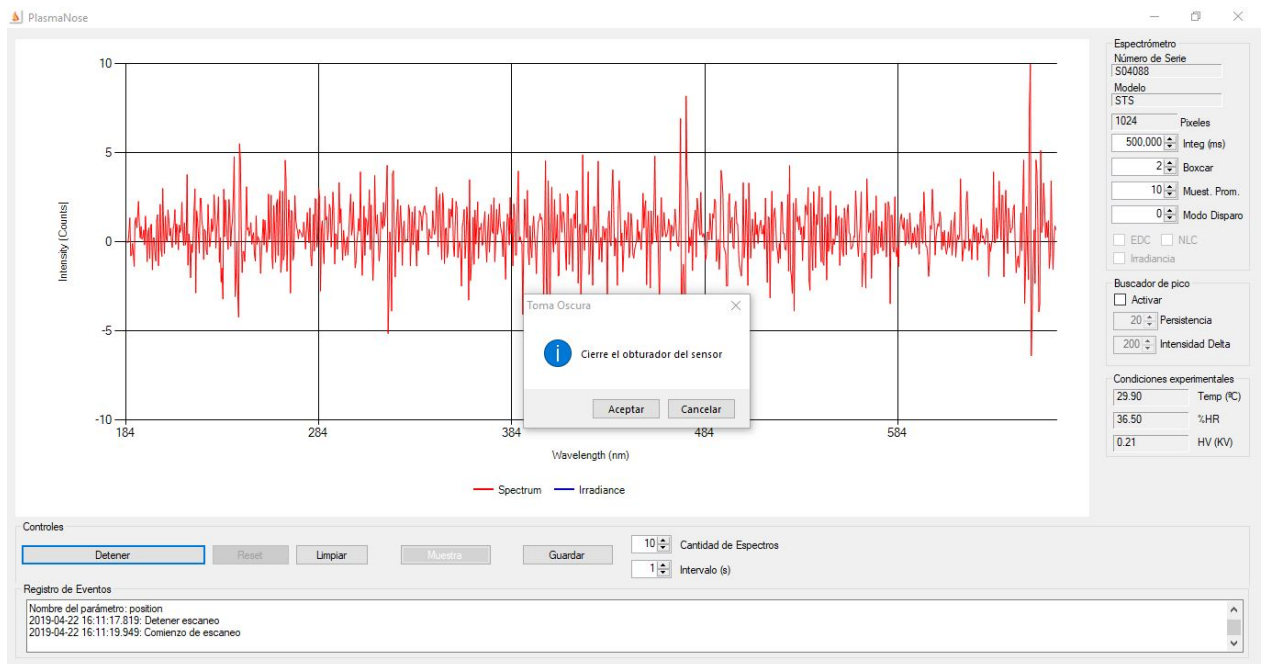 PlasmaNose
Intensity [Counts]
10
5
0
-5
-10
184
284
384
484
584
Wavelength (nm)
Spectrum
Irradiance
Toma Oscura
Cierre el obturador del sensor
Aceptar
Cancelar
Espectrómetro
Número de Serie
S04088
Modelo
STS
1024 Pixeles
500,000 Integ (ms)
2 Boxcar
10 Muest. Prom.
0 Modo Disparo
EDC NLC
Irradiancia
Buscador de pico
Activar
20 Persistencia
200 Intensidad Delta
Condiciones experimentales
29.90 Temp (ºC)
36.50 %HR
0.21 HV (KV)
Controles
Detener
Reset
Limpiar
Muestra
Guardar
10 Cantidad de Espectros
1 Intervalo (s)
Registro de Eventos
Nombre del parámetro: position
2019-04-22 16:11:17.819: Detener escaneo
2019-04-22 16:11:19.949: Comienzo de escaneo